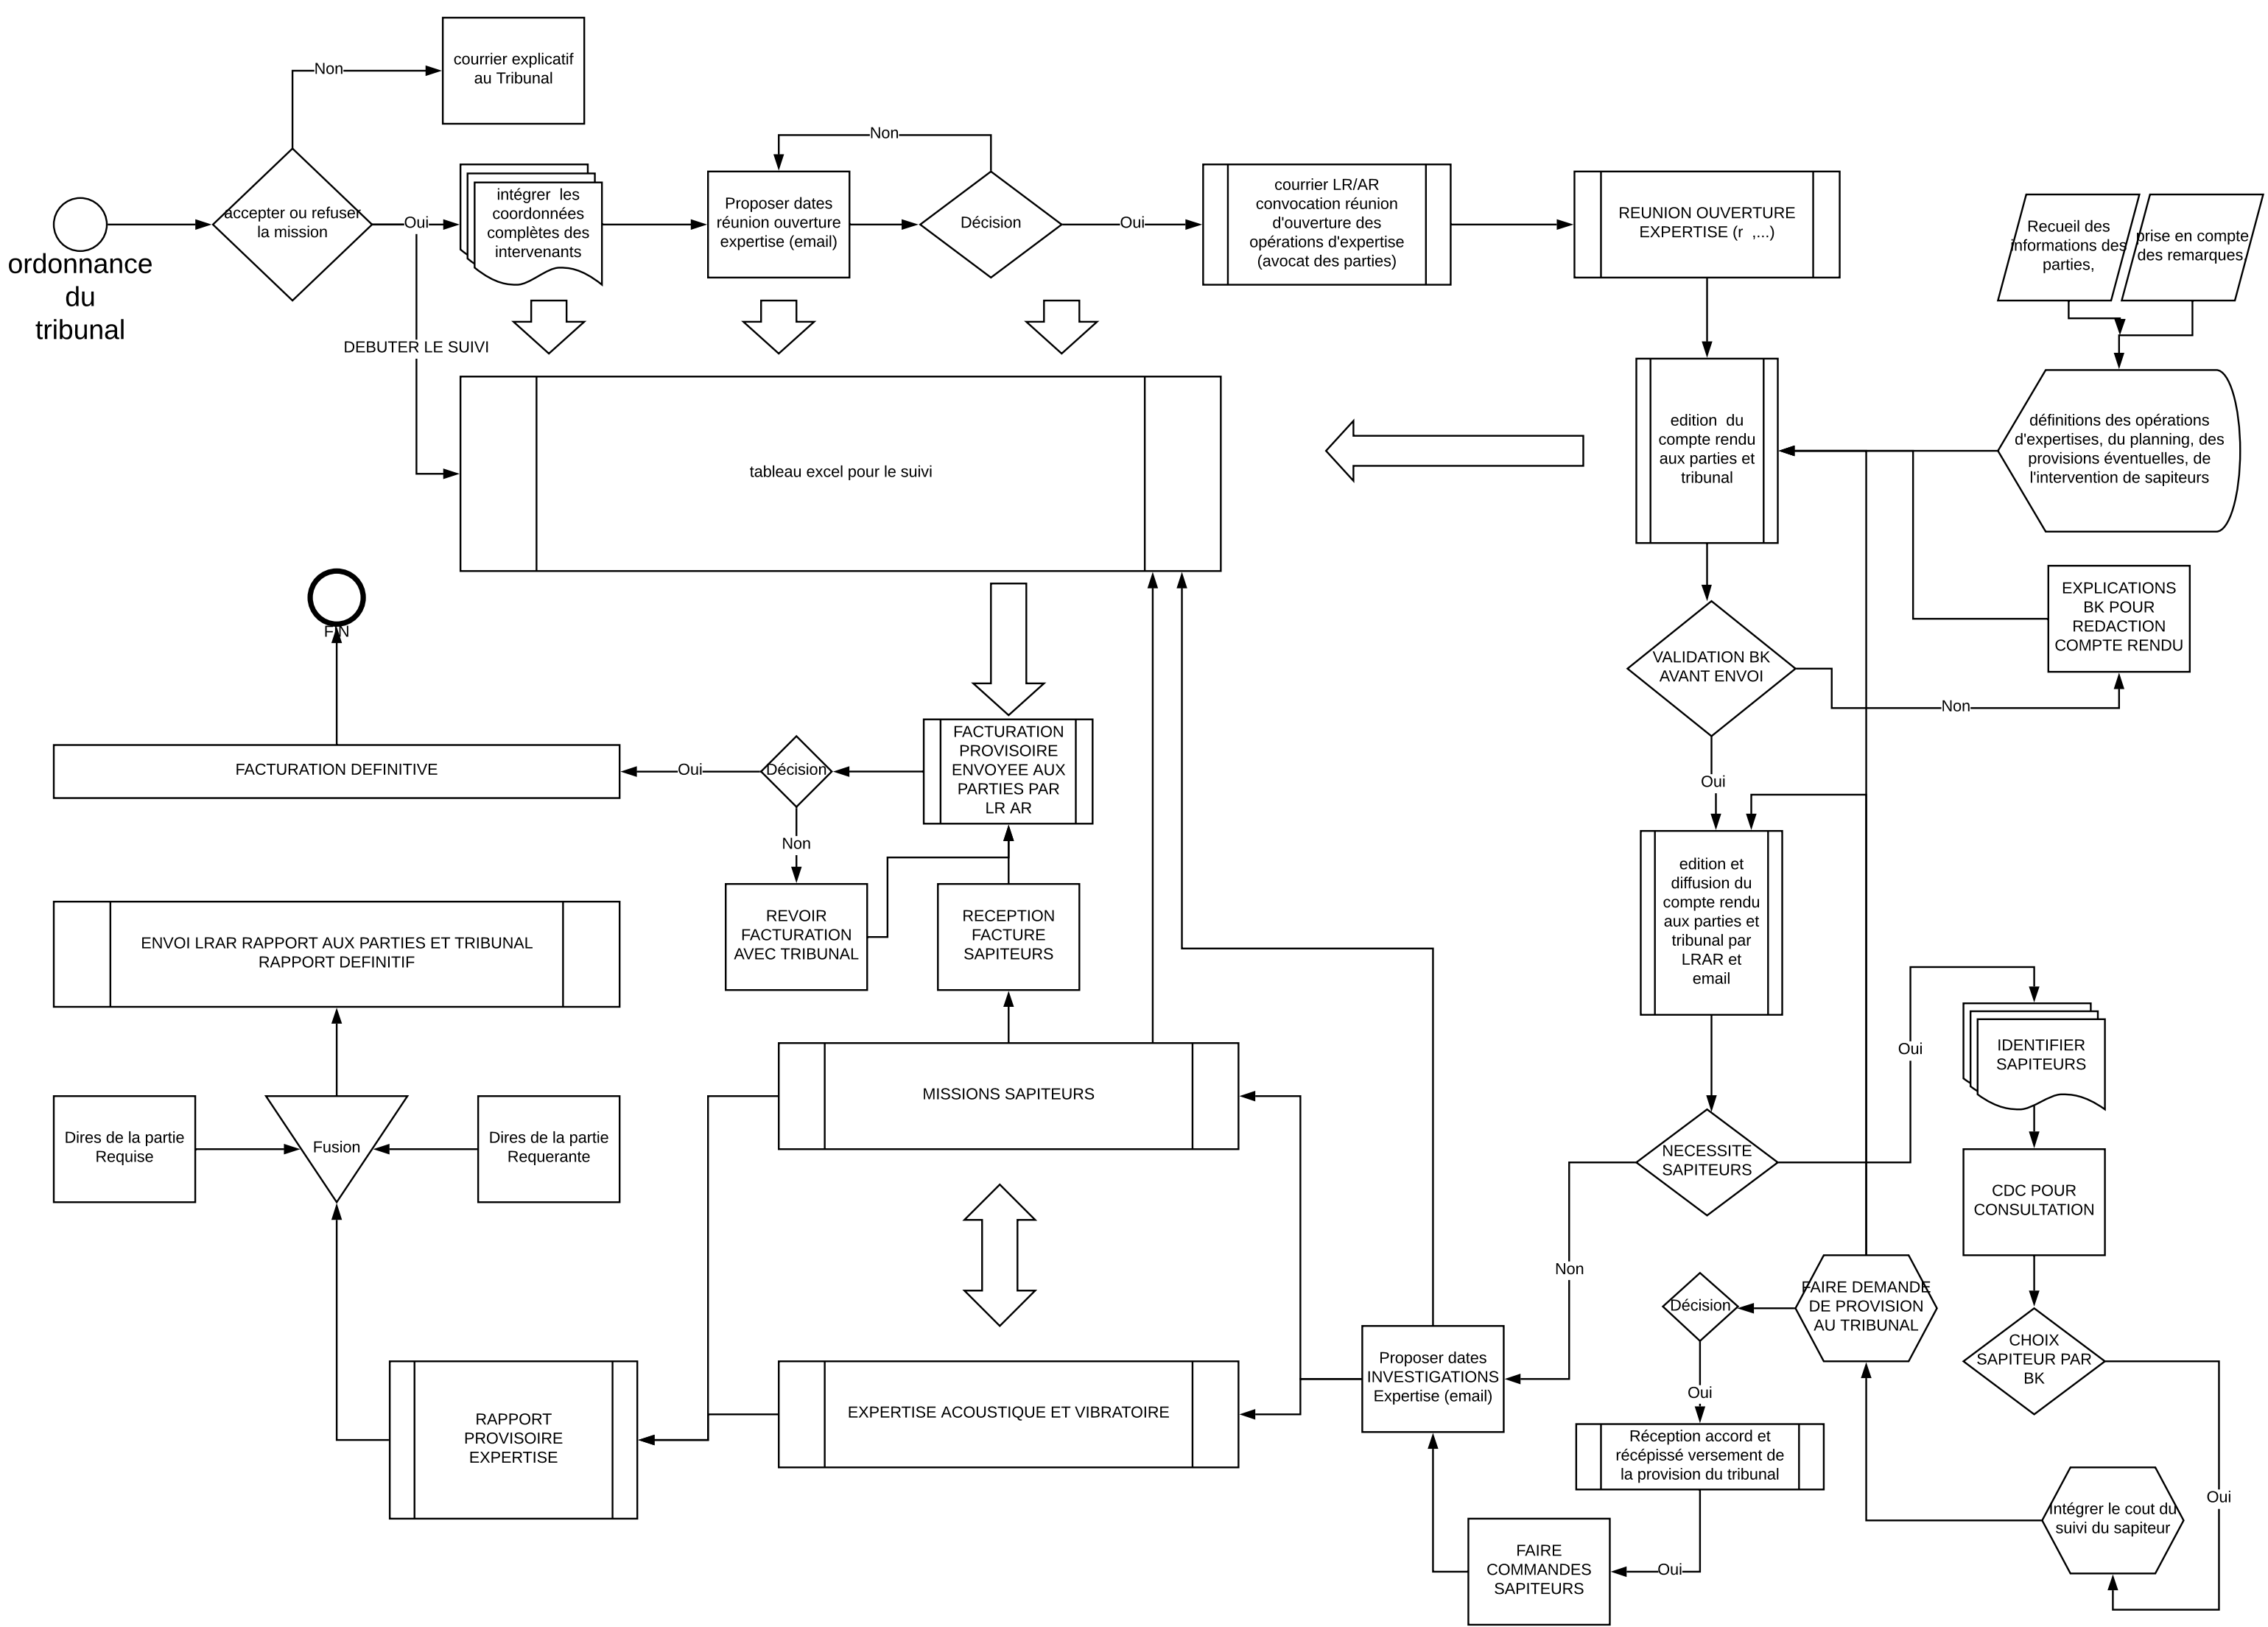 courrier explicatif
au Tribunal
Non
ordonnance
du
tribunal
accepter ou refuser
la mission
Oui
DEBUTER LE SUIVI
intégrer les
coordonnées
complètes des
intervenants
Proposer dates
réunion ouverture
expertise (email)
Non
Décision
Oui
courrier LR/AR
convocation réunion
d'ouverture des
opérations d'expertise
(avocat des parties)
REUNION OUVERTURE
EXPERTISE (r ,...)
Recueil des
informations des
parties,
prise en compte
des remarques,
tableau excel pour le suivi
edition du
compte rendu
aux parties et
tribunal
définitions des opérations
d'expertises, du planning, des
provisions éventuelles, de
l'intervention de sapiteurs
EXPLICATIONS
BK POUR
REDACTION
COMPTE RENDU
VALIDATION BK
AVANT ENVOI
Non
Oui
FIN
FACTURATION DEFINITIVE
Oui
Décision
Non
FACTURATION
PROVISOIRE
ENVOYEE AUX
PARTIES PAR
LR AR
REVOIR
FACTURATION
AVEC TRIBUNAL
RECEPTION
FACTURE
SAPITEURS
edition et
diffusion du
compte rendu
aux parties et
tribunal par
LRAR et
email
ENVOI LRAR RAPPORT AUX PARTIES ET TRIBUNAL
RAPPORT DEFINITIF
MISSIONS SAPITEURS
Dires de la partie
Requise
Fusion
Dires de la partie
Requerante
NECESSITE
SAPITEURS
Oui
Non
IDENTIFIER
SAPITEURS
CDC POUR
CONSULTATION
CHOIX
SAPITEUR PAR
BK
Oui
Intégrer le cout du
suivi du sapiteur
FAIRE DEMANDE
DE PROVISION
AU TRIBUNAL
Décision
Oui
Réception accord et
récépissé versement de
la provision du tribunal
Oui
FAIRE
COMMANDES
SAPITEURS
Proposer dates
INVESTIGATIONS
Expertise (email)
EXPERTISE ACOUSTIQUE ET VIBRATOIRE
RAPPORT
PROVISOIRE
EXPERTISE